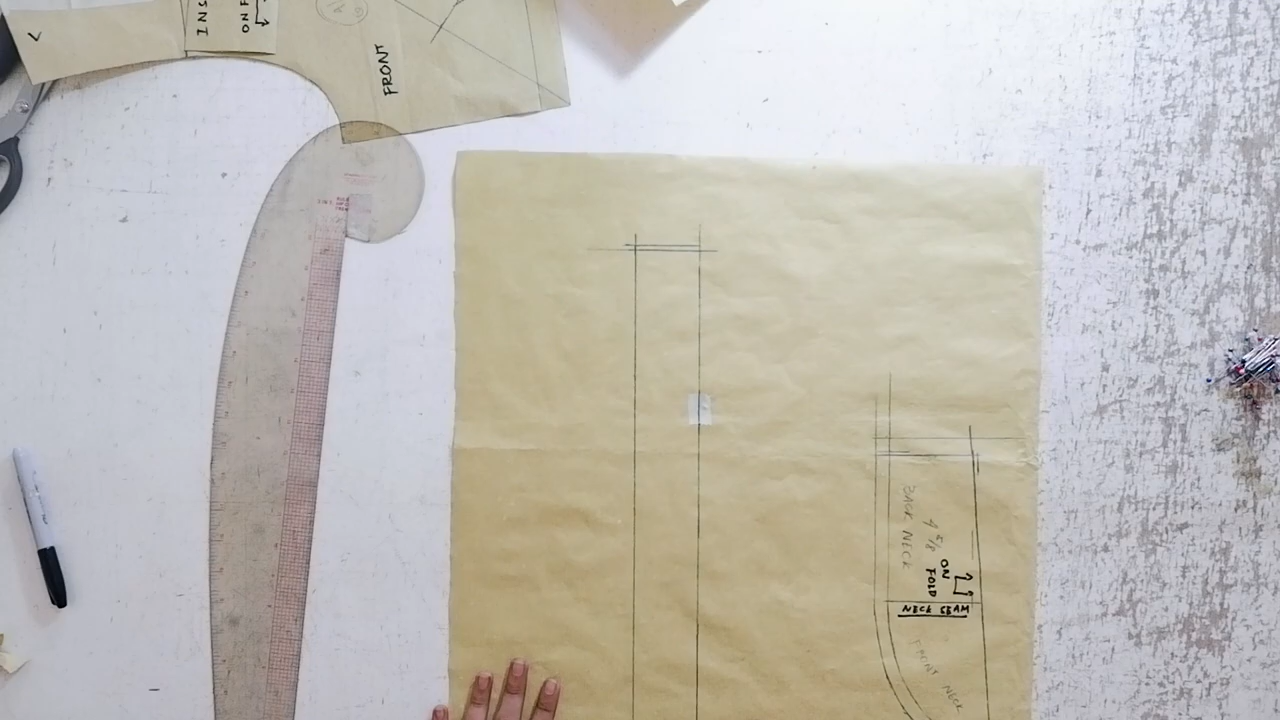 INS
ON F
FRONT
BACK NECK
4 5/8
ON
FOLD
NECK SEAM
FRONT NECK